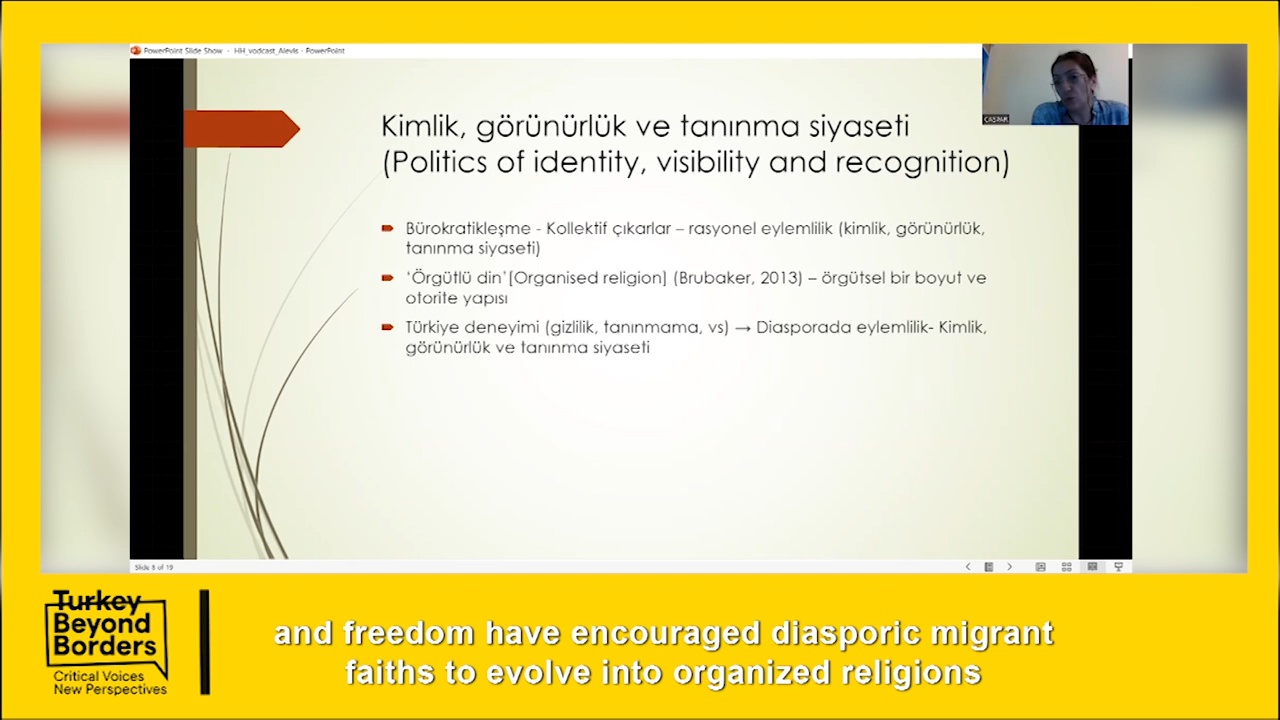 PowerPoint Slide Show - HH_vodcast_Alevis - PowerPoint
CASPAR
Kimlik, görünürlük ve tanınma siyaseti
(Politics of identity, visibility and recognition)
Bürokratikleşme - Kollektif çıkarlar – rasyonel eylemlilik (kimlik, görünürlük,
tanınma siyaseti)
‘Örgütlü din’[Organised religion] (Brubaker, 2013) – örgütsel bir boyut ve
otorite yapısı
Türkiye deneyimi (gizlilik, tanınmama, vs) → Diasporada eylemlilik- Kimlik,
görünürlük ve tanınma siyaseti
Slide 8 of 19
Turkey
Beyond
Borders
Critical Voices
New Perspectives
and freedom have encouraged diasporic migrant
faiths to evolve into organized religions